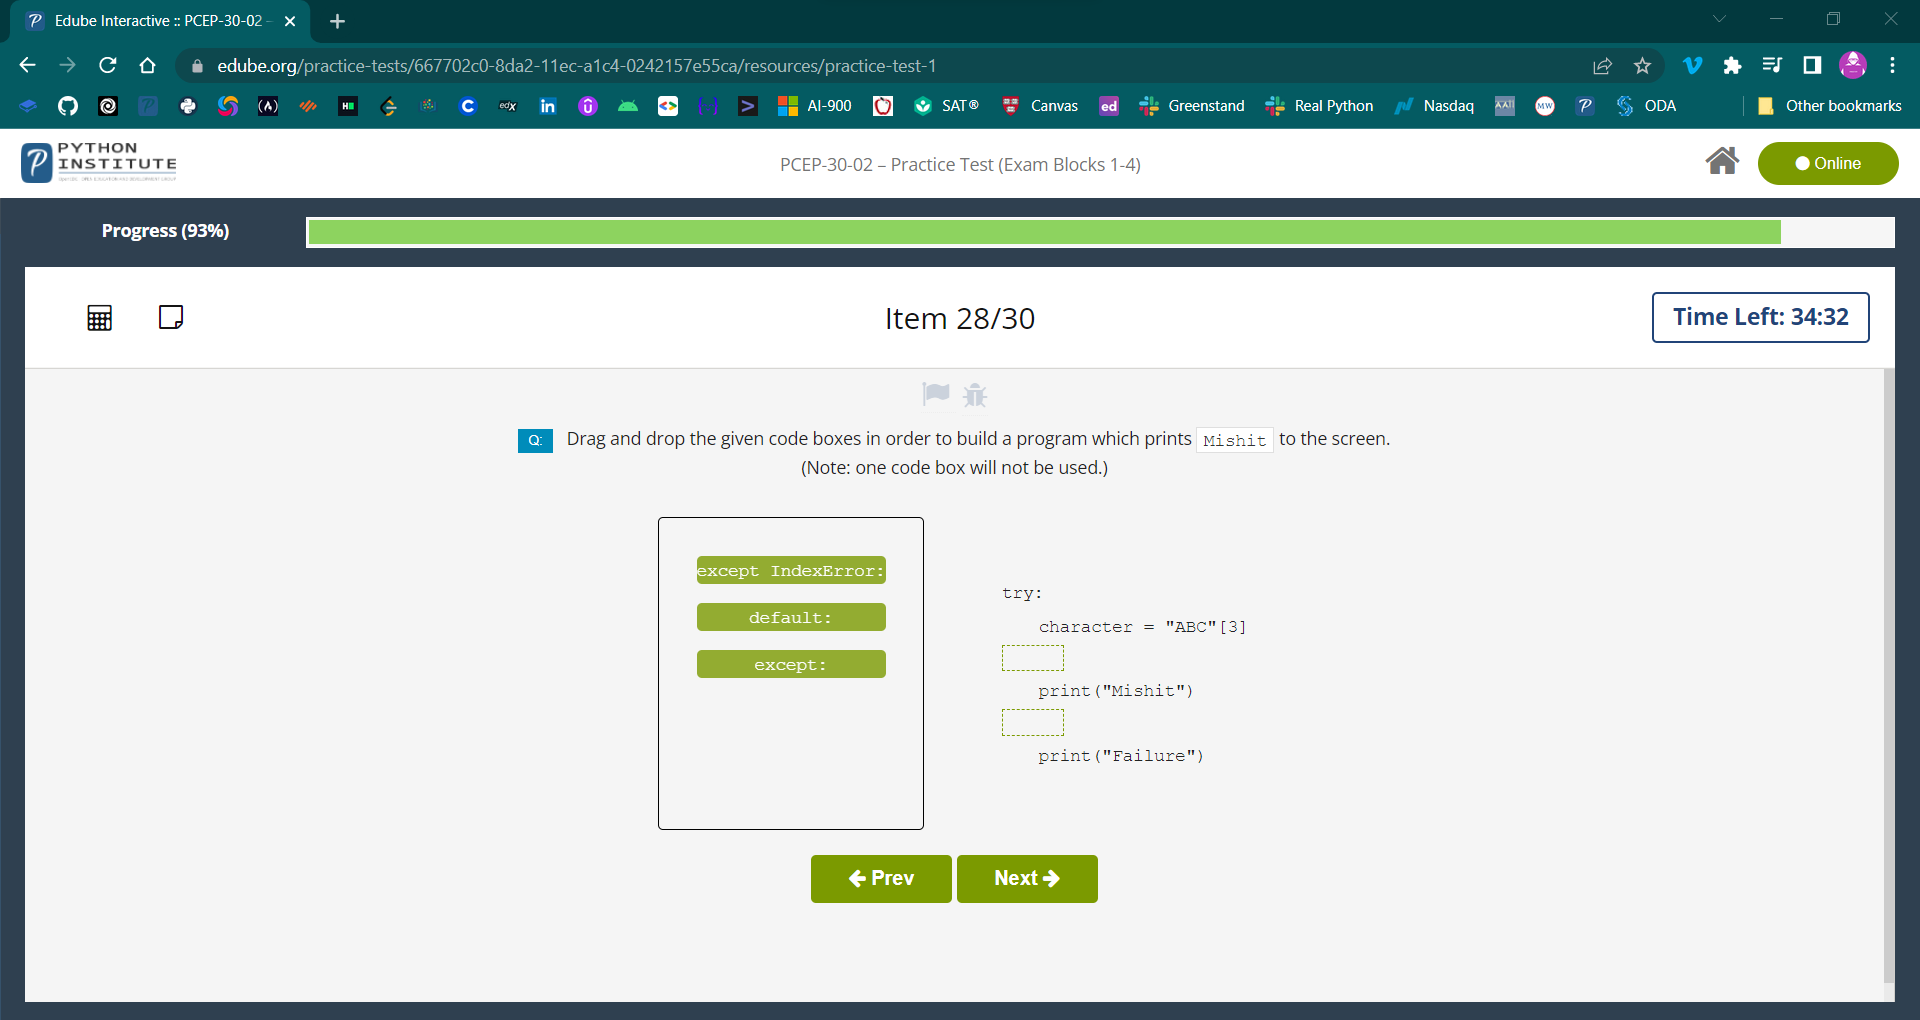 Edube Interactive :: PCEP-30-02 –
edube.org/practice-tests/667702c0-8da2-11ec-a1c4-0242157e55ca/resources/practice-test-1
AI-900
SAT®
Canvas
ed
Greenstand
Real Python
Nasdaq
MW
ODA
Other bookmarks
PYTHON
INSTITUTE
PCEP-30-02 – Practice Test (Exam Blocks 1-4)
Online
Progress (93%)
Item 28/30
Time Left: 34:32
Q: Drag and drop the given code boxes in order to build a program which prints Mishit to the screen.
(Note: one code box will not be used.)
except IndexError:
default:
except:
try:
character = "ABC"[3]
print("Mishit")
print("Failure")
Prev
Next